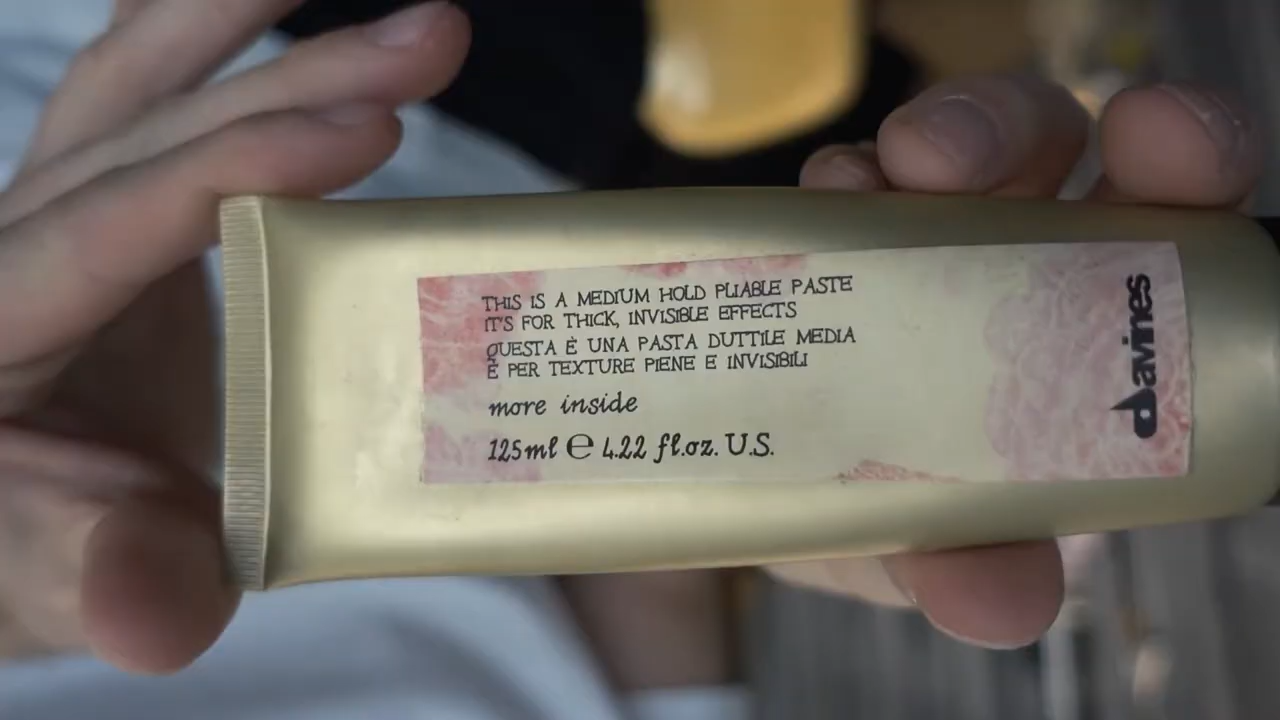 THIS IS A MEDIUM HOLD PLIABLE PASTE
IT'S FOR THICK, INVISIBLE EFFECTS
QUESTA È UNA PASTA DUTTILE MEDIA
È PER TEXTURE PIENE E INVISIBILI
more inside
125ml ℮ 4.22 fl.oz. U.S.
davines